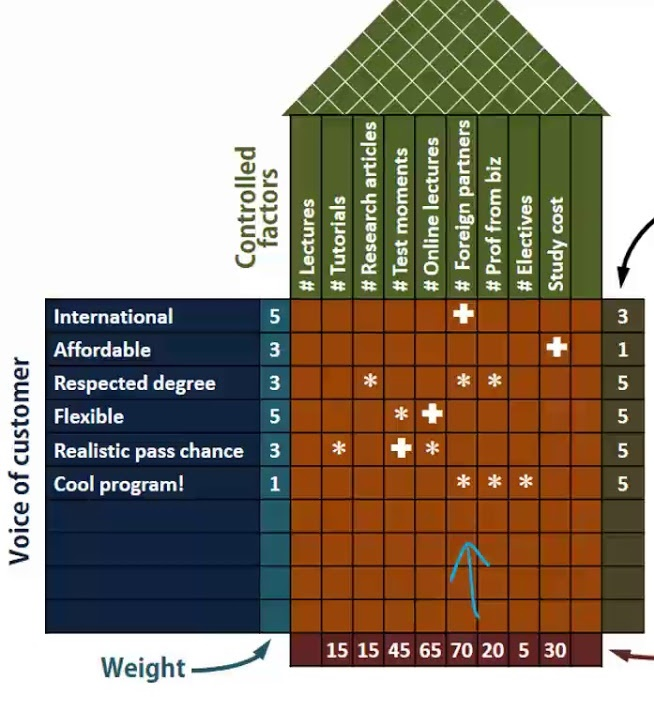 Controlled
factors
# Lectures
# Tutorials
# Research articles
# Test moments
# Online lectures
# Foreign partners
# Prof from biz
# Electives
Study cost
Voice of customer
International 5 ✚ 3
Affordable 3 ✚ 1
Respected degree 3 * * * 5
Flexible 5 * ✚ 5
Realistic pass chance 3 * ✚ * 5
Cool program! 1 * * * 5
15 15 45 65 70 20 5 30
Weight